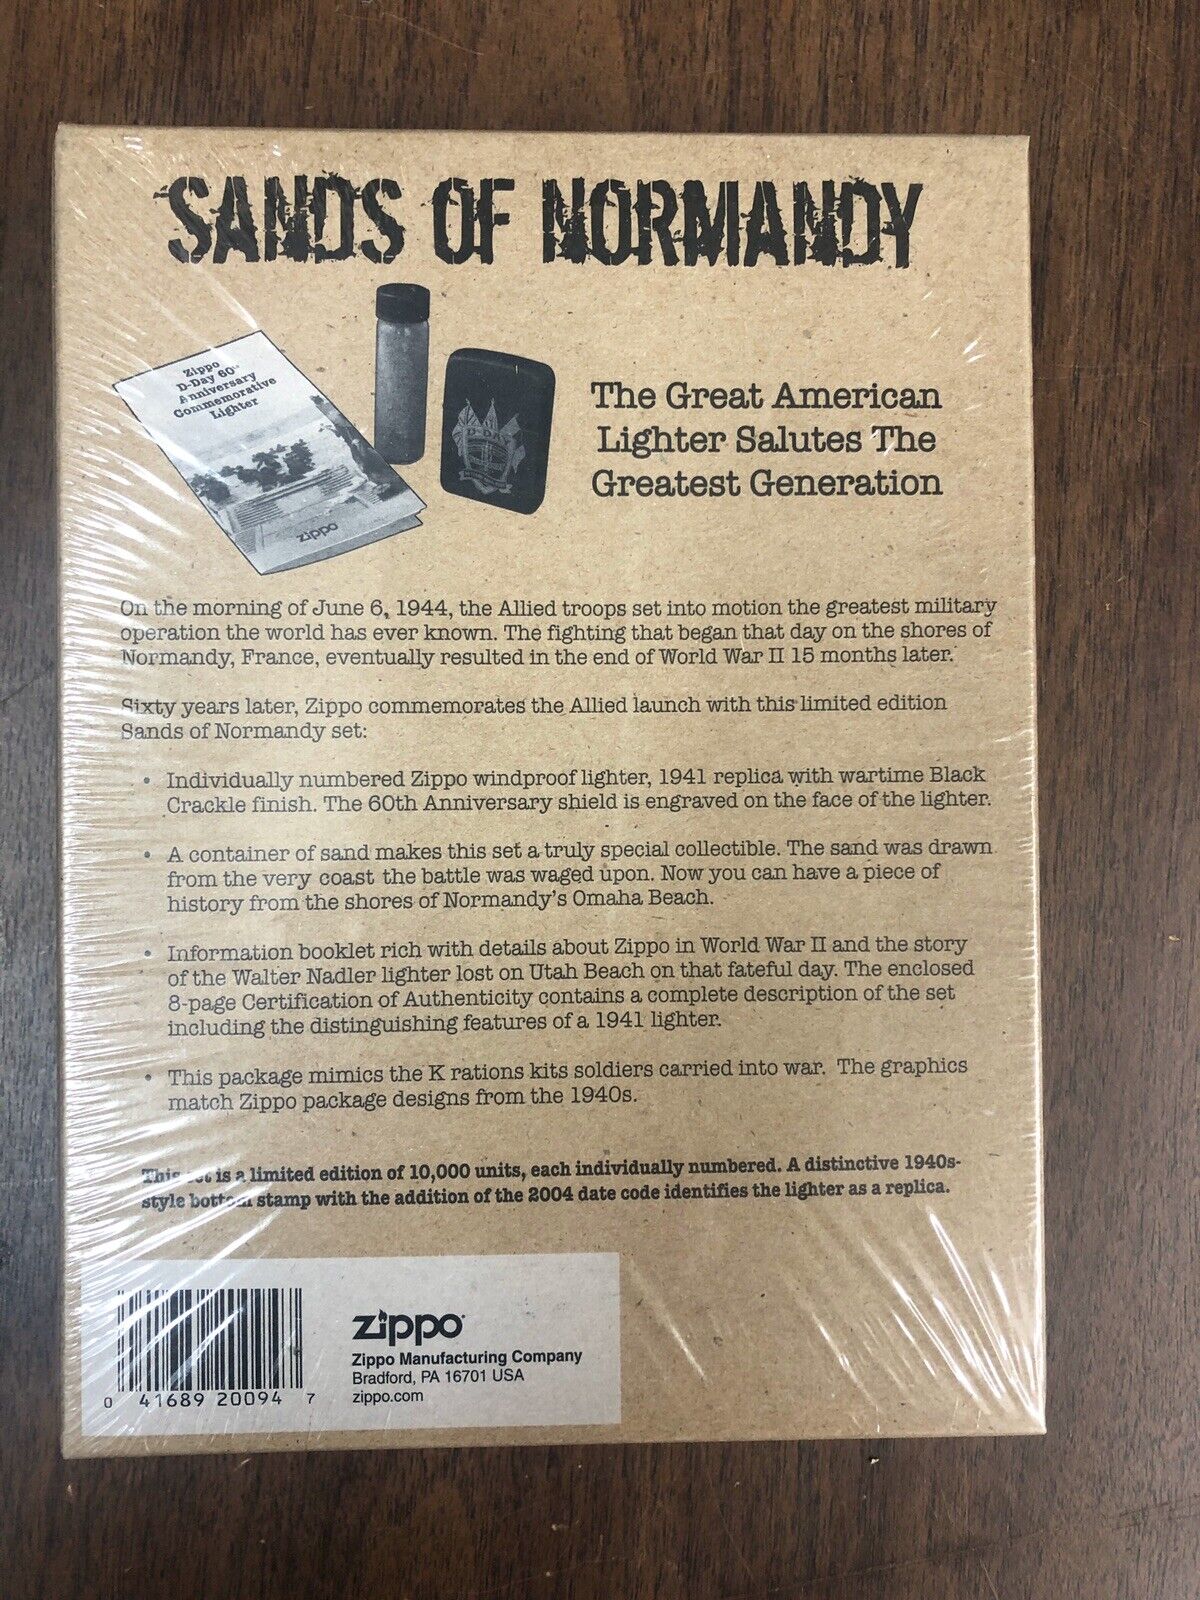 SANDS OF NORMANDY
Zippo
D-Day 60th
Anniversary
Commemorative
Lighter
zippo
D-DAY
The Great American
Lighter Salutes The
Greatest Generation
On the morning of June 6, 1944, the Allied troops set into motion the greatest military
operation the world has ever known. The fighting that began that day on the shores of
Normandy, France, eventually resulted in the end of World War II 15 months later.
Sixty years later, Zippo commemorates the Allied launch with this limited edition
Sands of Normandy set:
• Individually numbered Zippo windproof lighter, 1941 replica with wartime Black
Crackle finish. The 60th Anniversary shield is engraved on the face of the lighter.
• A container of sand makes this set a truly special collectible. The sand was drawn
from the very coast the battle was waged upon. Now you can have a piece of
history from the shores of Normandy's Omaha Beach.
• Information booklet rich with details about Zippo in World War II and the story
of the Walter Nadler lighter lost on Utah Beach on that fateful day. The enclosed
8-page Certification of Authenticity contains a complete description of the set
including the distinguishing features of a 1941 lighter.
• This package mimics the K rations kits soldiers carried into war. The graphics
match Zippo package designs from the 1940s.
This set is a limited edition of 10,000 units, each individually numbered. A distinctive 1940s-
style bottom stamp with the addition of the 2004 date code identifies the lighter as a replica.
zippo
Zippo Manufacturing Company
Bradford, PA 16701 USA
zippo.com
0 41689 20094 7